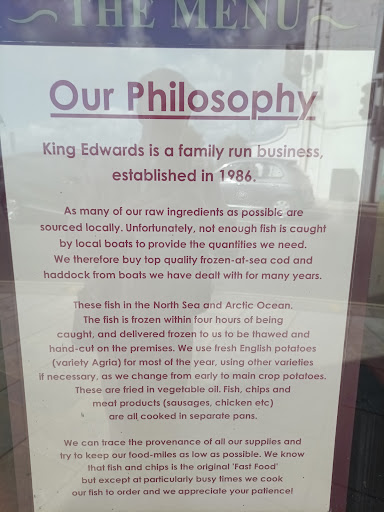 ~ THE MENU ~
Our Philosophy
King Edwards is a family run business,
established in 1986.
As many of our raw ingredients as possible are
sourced locally. Unfortunately, not enough fish is caught
by local boats to provide the quantities we need.
We therefore buy top quality frozen-at-sea cod and
haddock from boats we have dealt with for many years.
These fish in the North Sea and Arctic Ocean.
The fish is frozen within four hours of being
caught, and delivered frozen to us to be thawed and
hand-cut on the premises. We use fresh English potatoes
(variety Agria) for most of the year, using other varieties
if necessary, as we change from early to main crop potatoes.
These are fried in vegetable oil. Fish, chips and
meat products (sausages, chicken etc)
are all cooked in separate pans.
We can trace the provenance of all our supplies and
try to keep our food-miles as low as possible. We know
that fish and chips is the original 'Fast Food'
but except at particularly busy times we cook
our fish to order and we appreciate your patience!